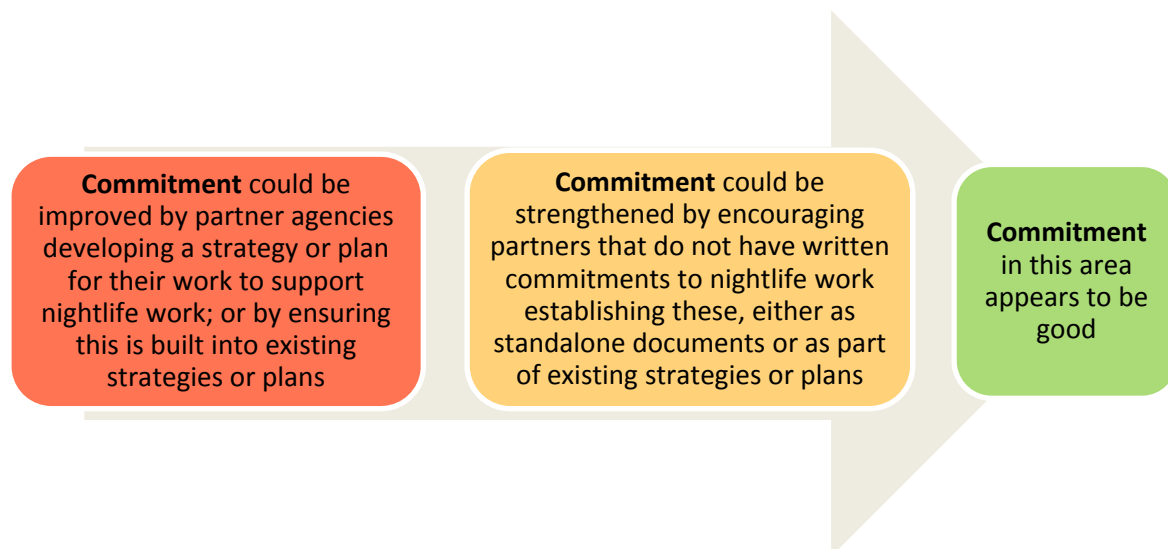 Commitment could be
improved by partner agencies
developing a strategy or plan
for their work to support
nightlife work; or by ensuring
this is built into existing
strategies or plans
Commitment could be
strengthened by encouraging
partners that do not have written
commitments to nightlife work
establishing these, either as
standalone documents or as part
of existing strategies or plans
Commitment
in this area
appears to be
good